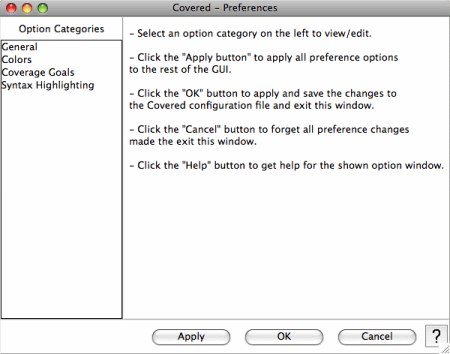 Covered - Preferences
Option Categories
General
Colors
Coverage Goals
Syntax Highlighting
- Select an option category on the left to view/edit.
- Click the "Apply button" to apply all preference options
to the rest of the GUI.
- Click the "OK" button to apply and save the changes to
the Covered configuration file and exit this window.
- Click the "Cancel" button to forget all preference changes
made the exit this window.
- Click the "Help" button to get help for the shown option window.
Apply
OK
Cancel
?